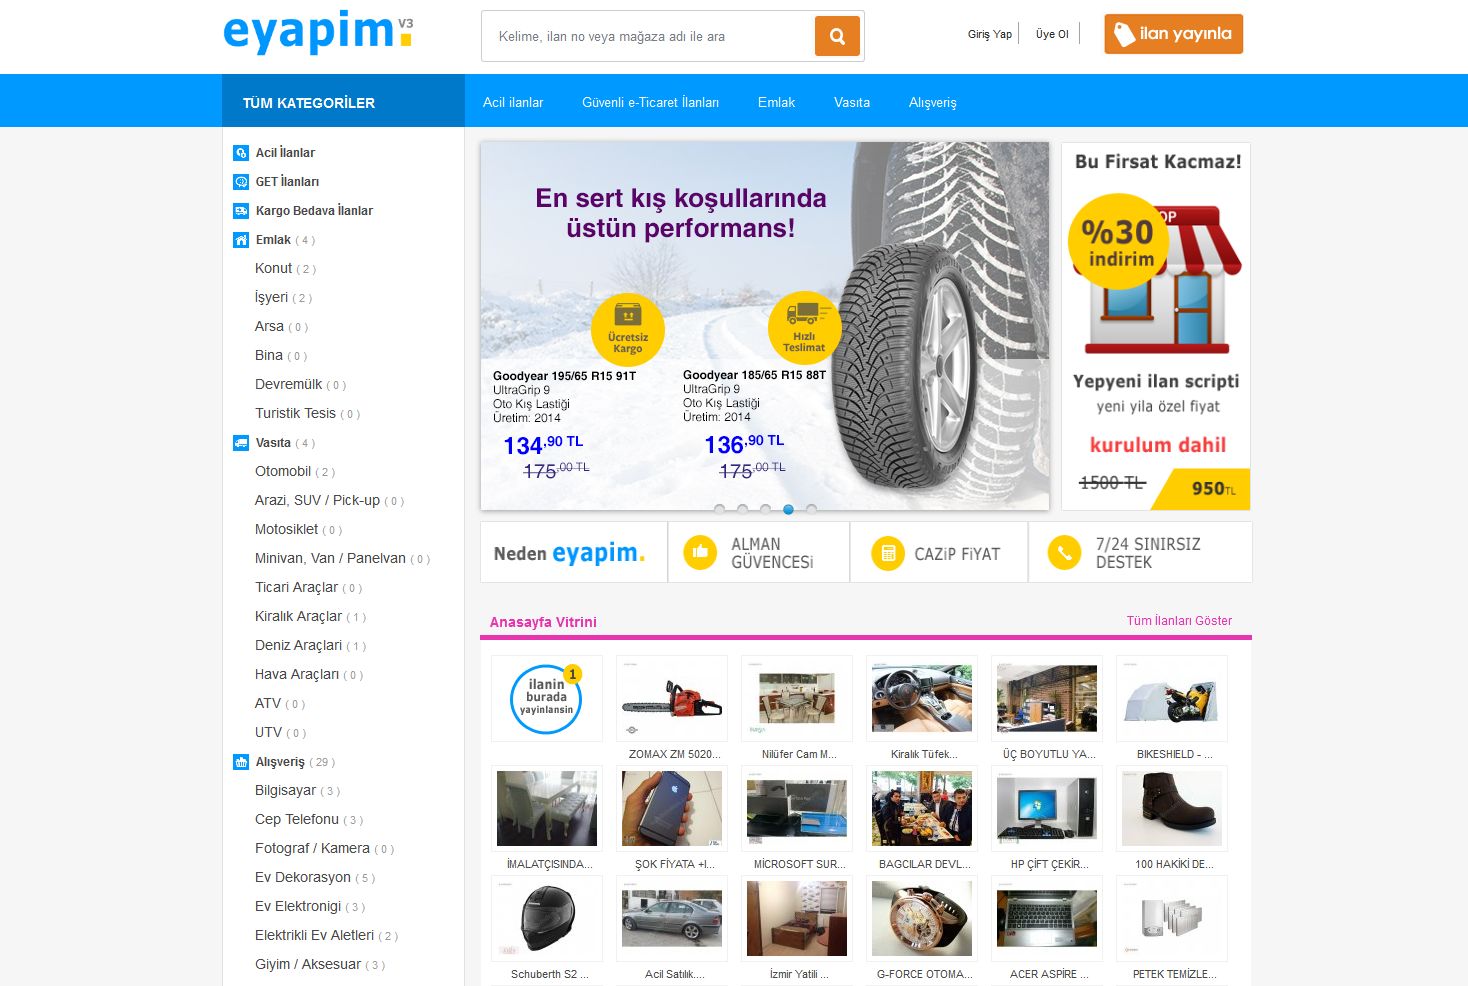 eyapim. V3
Kelime, ilan no veya mağaza adı ile ara
Giriş Yap
Üye Ol
ilan yayınla
TÜM KATEGORİLER
Acil ilanlar
Güvenli e-Ticaret İlanları
Emlak
Vasıta
Alışveriş
Acil İlanlar
GET İlanları
Kargo Bedava İlanlar
Emlak ( 4 )
Konut ( 2 )
İşyeri ( 2 )
Arsa ( 0 )
Bina ( 0 )
Devremülk ( 0 )
Turistik Tesis ( 0 )
Vasıta ( 4 )
Otomobil ( 2 )
Arazi, SUV / Pick-up ( 0 )
Motosiklet ( 0 )
Minivan, Van / Panelvan ( 0 )
Ticari Araçlar ( 0 )
Kiralık Araçlar ( 1 )
Deniz Araçlari ( 1 )
Hava Araçları ( 0 )
ATV ( 0 )
UTV ( 0 )
Alışveriş ( 29 )
Bilgisayar ( 3 )
Cep Telefonu ( 3 )
Fotograf / Kamera ( 0 )
Ev Dekorasyon ( 5 )
Ev Elektronigi ( 3 )
Elektrikli Ev Aletleri ( 2 )
Giyim / Aksesuar ( 3 )
En sert kış koşullarında
üstün performans!
Ücretsiz
Kargo
Hızlı
Teslimat
Goodyear 195/65 R15 91T
UltraGrip 9
Oto Kış Lastiği
Üretim: 2014
134,90 TL
175,00 TL
Goodyear 185/65 R15 88T
UltraGrip 9
Oto Kış Lastiği
Üretim: 2014
136,90 TL
175,00 TL
Bu Firsat Kacmaz!
%30
indirim
OP
Yepyeni ilan scripti
yeni yila özel fiyat
kurulum dahil
1500 TL
950TL
Neden eyapim.
ALMAN
GÜVENCESi
CAZiP FiYAT
7/24 SINIRSIZ
DESTEK
Anasayfa Vitrini
Tüm İlanları Göster
1
ilanin
burada
yayinlansin
ZOMAX ZM 5020...
Nilüfer Cam M...
Kiralık Tüfek...
ÜÇ BOYUTLU YA...
BIKESHIELD - ...
İMALATÇISINDA...
ŞOK FİYATA +I...
MİCROSOFT SUR...
BAGCILAR DEVL...
HP ÇİFT ÇEKİR...
100 HAKİKİ DE...
Schuberth S2 ...
Acil Satılık....
İzmir Yatili ...
G-FORCE OTOMA...
ACER ASPİRE ...
PETEK TEMİZLE...